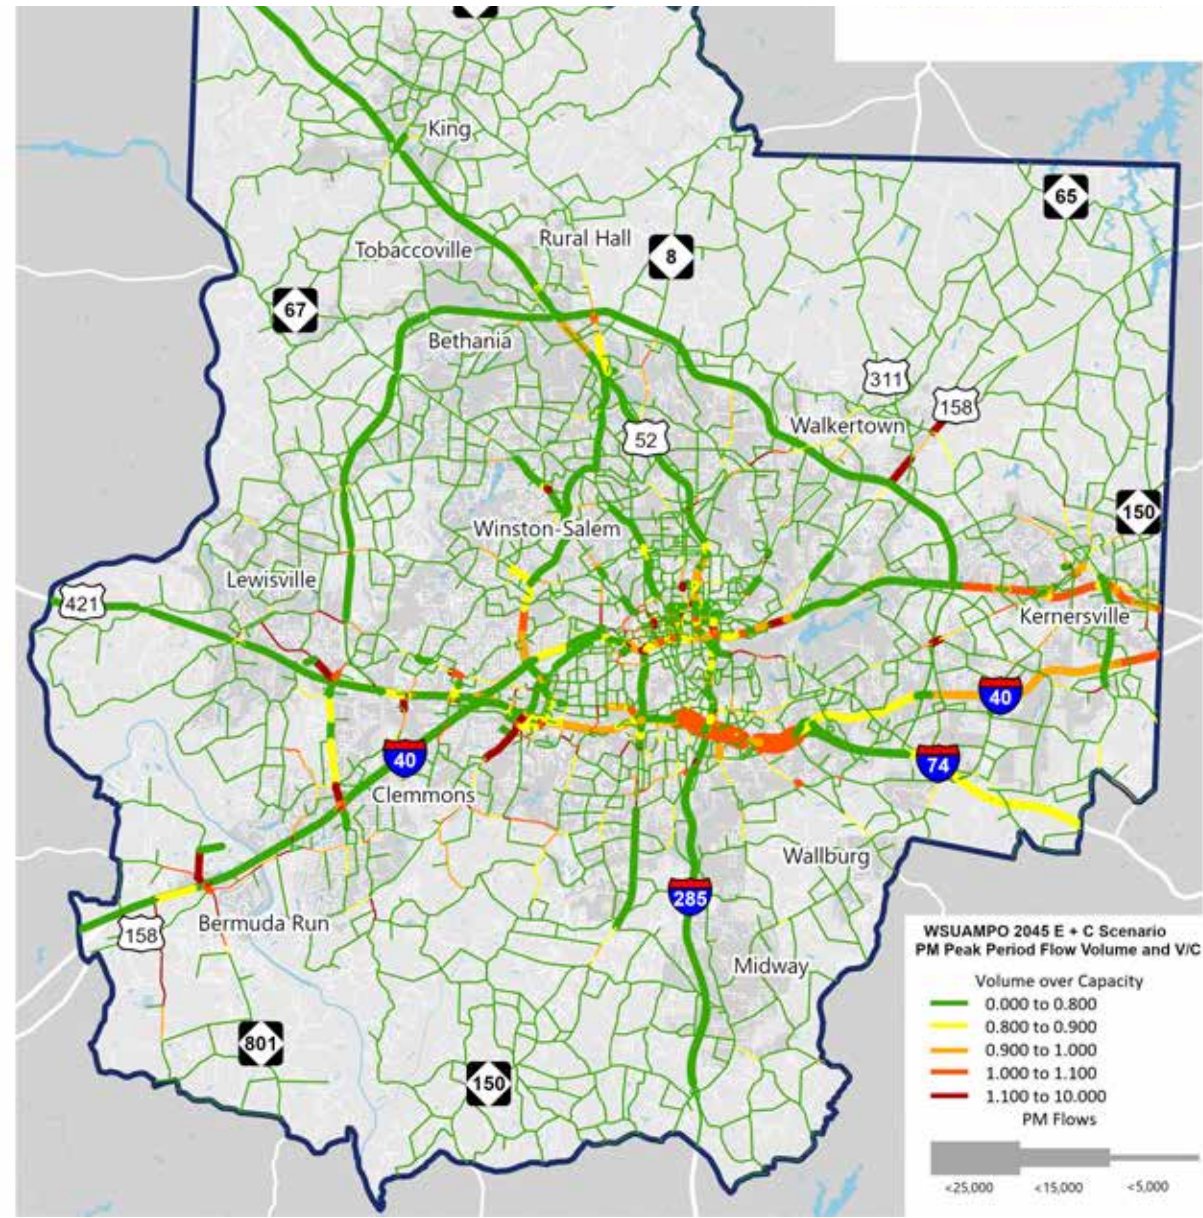 King
65
Rural Hall
Tobaccoville
8
67
Bethania
311
158
Walkertown
52
150
Winston-Salem
Lewisville
421
Kernersville
40
40
74
Clemmons
Wallburg
285
Bermuda Run
158
Midway
801
150
WSUAMPO 2045 E + C Scenario
PM Peak Period Flow Volume and V/C
Volume over Capacity
0.000 to 0.800
0.800 to 0.900
0.900 to 1.000
1.000 to 1.100
1.100 to 10.000
PM Flows
<25,000 <15,000 <5,000